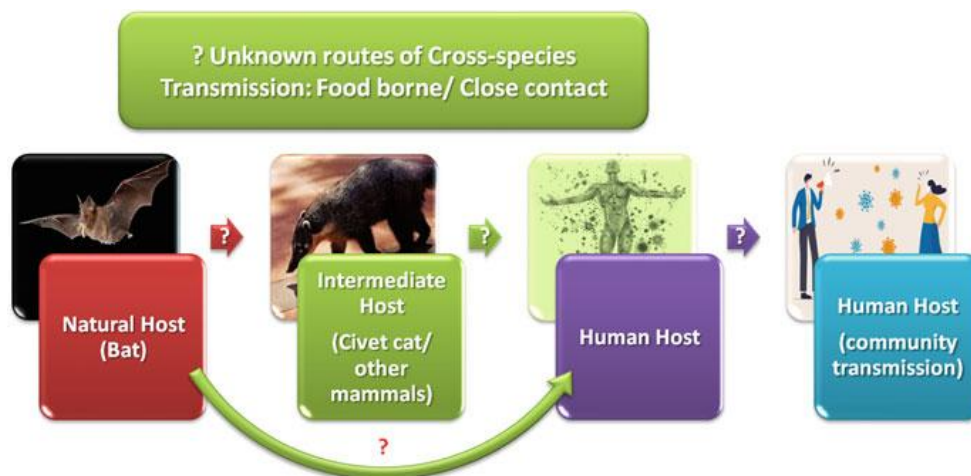 ? Unknown routes of Cross-species
Transmission: Food borne/ Close contact
?
?
?
Natural Host
(Bat)
Intermediate
Host
(Civet cat/
other
mammals)
Human Host
Human Host
(community
transmission)
?